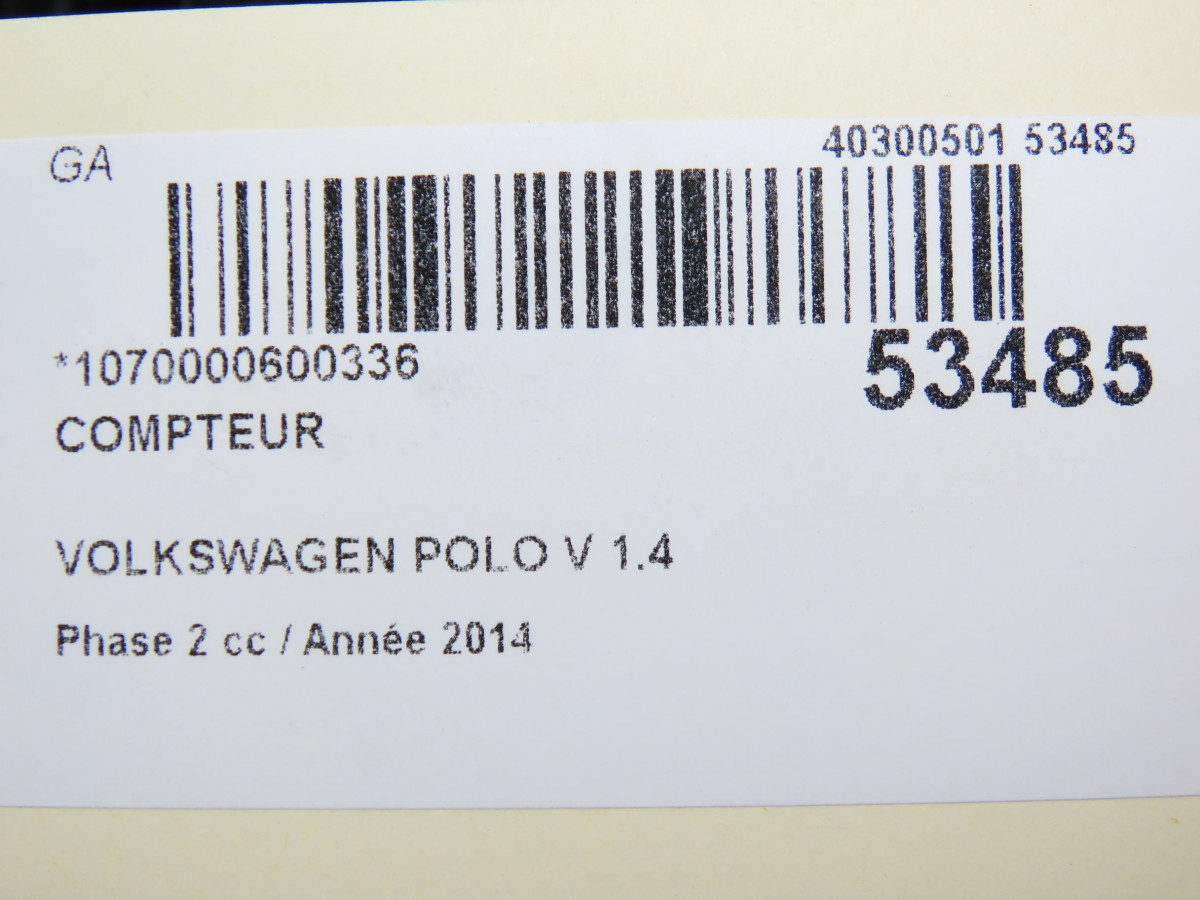 GA
40300501 53485
*1070000600336
53485
COMPTEUR
VOLKSWAGEN POLO V 1.4
Phase 2 cc / Année 2014